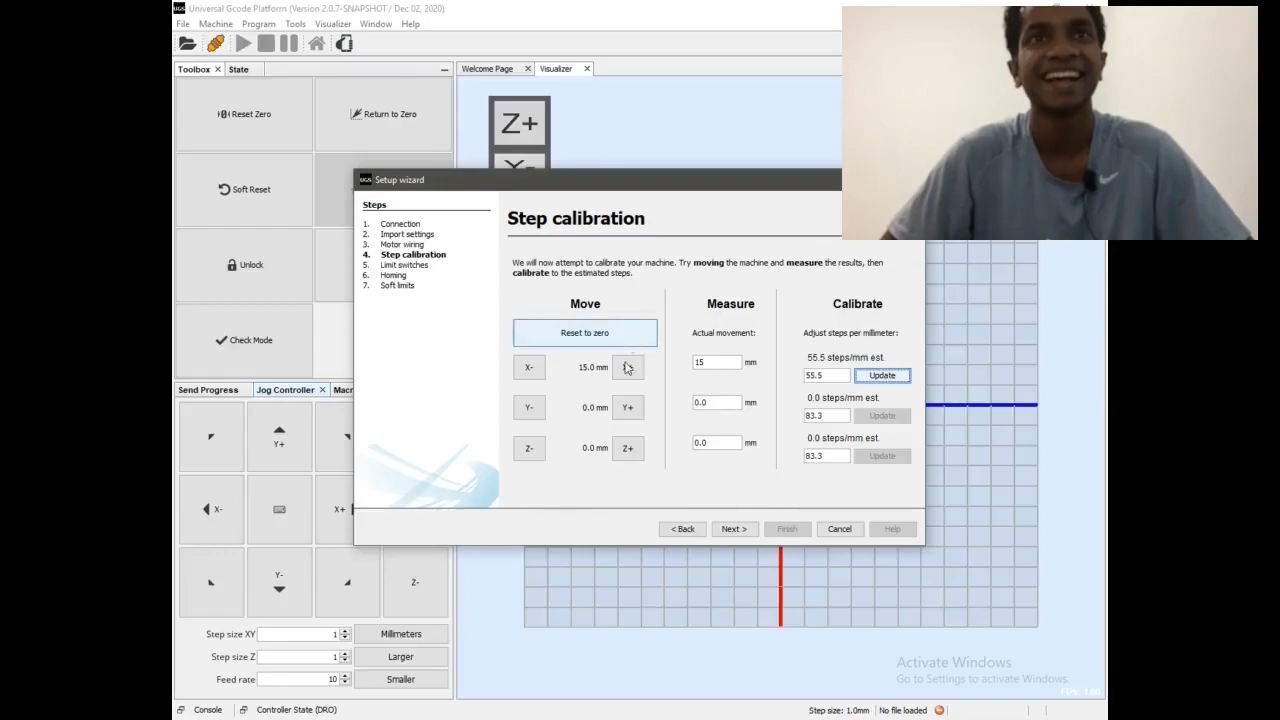 UGS Universal Gcode Platform (Version 2.0.7-SNAPSHOT / Dec 02, 2020)
File Machine Program Tools Visualizer Window Help
Toolbox State
Welcome Page Visualizer
Reset Zero
Return to Zero
Soft Reset
Unlock
Check Mode
Z+
UGS Setup wizard
Steps
1. Connection
2. Import settings
3. Motor wiring
4. Step calibration
5. Limit switches
6. Homing
7. Soft limits
Step calibration
We will now attempt to calibrate your machine. Try moving the machine and measure the results, then
calibrate to the estimated steps.
Move
Reset to zero
X- 15.0 mm
Y- 0.0 mm Y+
Z- 0.0 mm Z+
Measure
Actual movement:
15 mm
0.0 mm
0.0 mm
Calibrate
Adjust steps per millimeter:
55.5 steps/mm est.
55.5 Update
0.0 steps/mm est.
83.3 Update
0.0 steps/mm est.
83.3 Update
< Back Next > Finish Cancel Help
Send Progress Jog Controller Macr
Y+
X- X+
Y- Z-
Step size XY 1 Millimeters
Step size Z 1 Larger
Feed rate 10 Smaller
Activate Windows
Go to Settings to activate Windows.
Console Controller State (DRO)
Step size: 1.0mm No file loaded